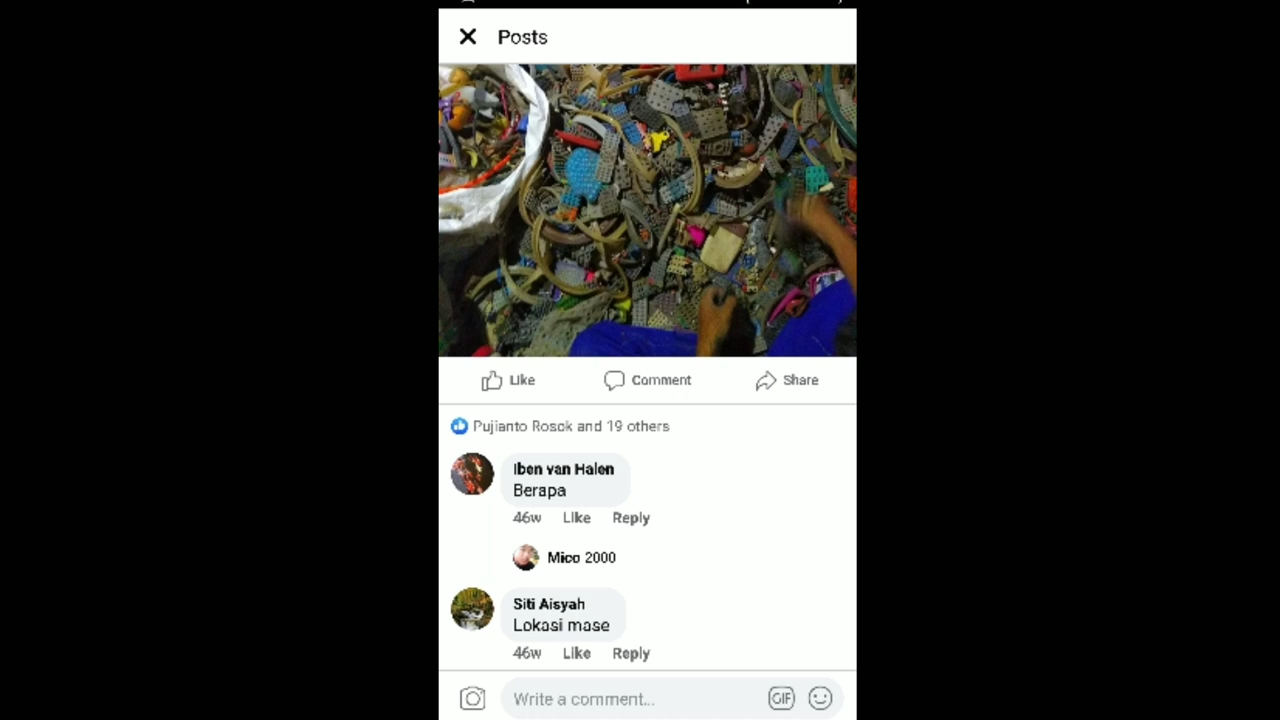 Posts
Like Comment Share
Pujianto Rosok and 19 others
Iben van Halen
Berapa
46w Like Reply
Mico 2000
Siti Aisyah
Lokasi mase
46w Like Reply
Write a comment... GIF